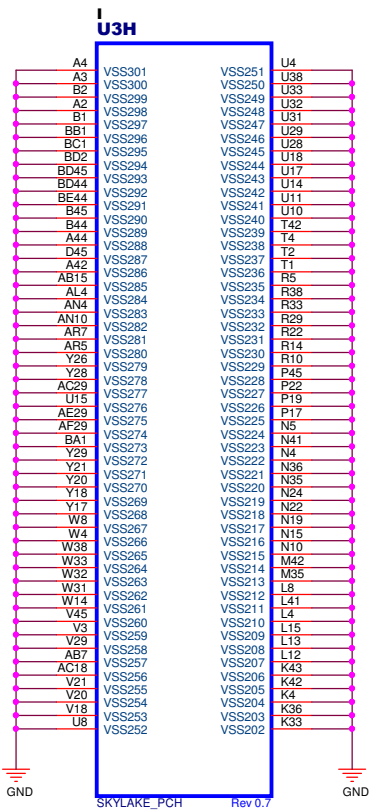 I
U3H
A4 VSS301 VSS251 U4
A3 VSS300 VSS250 U38
B2 VSS299 VSS249 U33
A2 VSS298 VSS248 U32
B1 VSS297 VSS247 U31
BB1 VSS296 VSS246 U29
BC1 VSS295 VSS245 U28
BD2 VSS294 VSS244 U18
BD45 VSS293 VSS243 U17
BD44 VSS292 VSS242 U14
BE44 VSS291 VSS241 U11
B45 VSS290 VSS240 U10
B44 VSS289 VSS239 T42
A44 VSS288 VSS238 T4
D45 VSS287 VSS237 T2
A42 VSS286 VSS236 T1
AB15 VSS285 VSS235 R5
AL4 VSS284 VSS234 R38
AN4 VSS283 VSS233 R33
AN10 VSS282 VSS232 R29
AR7 VSS281 VSS231 R22
AR5 VSS280 VSS230 R14
Y26 VSS279 VSS229 R10
Y28 VSS278 VSS228 P45
AC29 VSS277 VSS227 P22
U15 VSS276 VSS226 P19
AE29 VSS275 VSS225 P17
AF29 VSS274 VSS224 N5
BA1 VSS273 VSS223 N41
Y29 VSS272 VSS222 N4
Y21 VSS271 VSS221 N36
Y20 VSS270 VSS220 N35
Y18 VSS269 VSS219 N24
Y17 VSS268 VSS218 N22
W8 VSS267 VSS217 N19
W4 VSS266 VSS216 N15
W38 VSS265 VSS215 N10
W33 VSS264 VSS214 M42
W32 VSS263 VSS213 M35
W31 VSS262 VSS212 L8
W14 VSS261 VSS211 L41
V45 VSS260 VSS210 L4
V3 VSS259 VSS209 L15
V29 VSS258 VSS208 L13
AB7 VSS257 VSS207 L12
AC18 VSS256 VSS206 K43
V21 VSS255 VSS205 K42
V20 VSS254 VSS204 K4
V18 VSS253 VSS203 K36
U8 VSS252 VSS202 K33
GND GND
SKYLAKE_PCH Rev 0.7